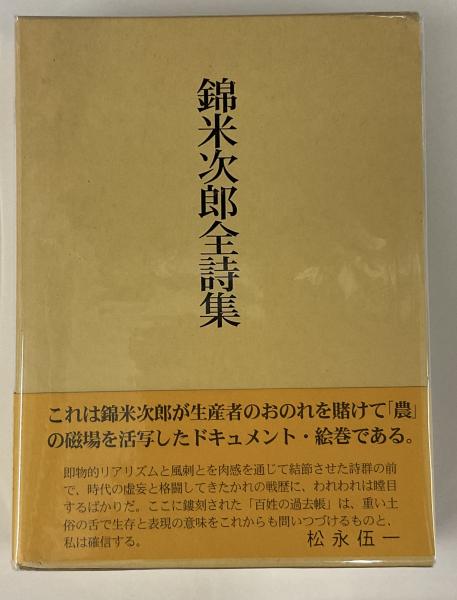 錦米次郎全詩集
これは錦米次郎が生産者のおのれを賭けて「農」
の磁場を活写したドキュメント・絵巻である。
即物的リアリズムと風刺とを肉感を通じて結節させた詩群の前
で、時代の虚妄と格闘してきたかれの戦歴に、われわれは瞠目
するばかりだ。ここに鏤刻された「百姓の過去帳」は、重い土
俗の舌で生存と表現の意味をこれからも問いつづけるものと、
私は確信する。
松永伍一